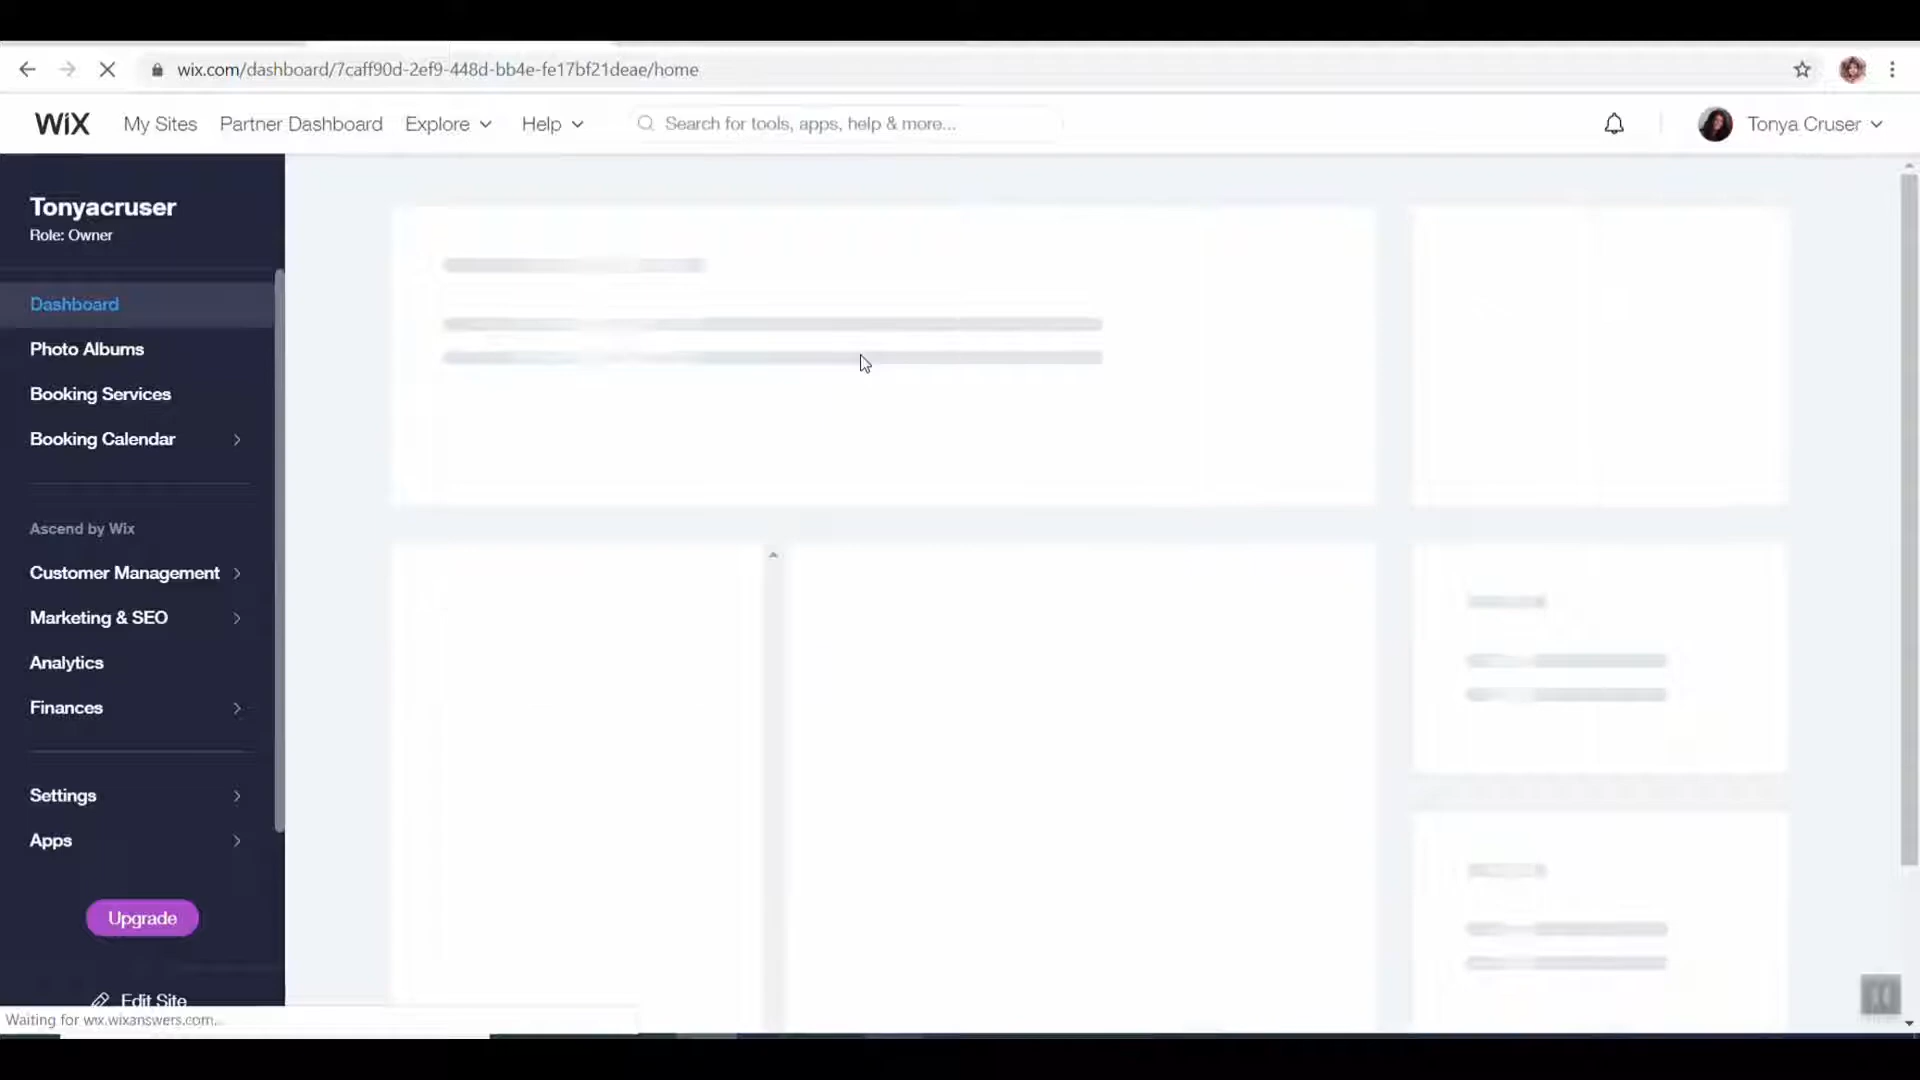 wix.com/dashboard/7caff90d-2ef9-448d-bb4e-fe17bf21deae/home
WiX My Sites Partner Dashboard Explore Help Search for tools, apps, help & more... Tonya Cruser
Tonyacruser
Role: Owner
Dashboard
Photo Albums
Booking Services
Booking Calendar
Ascend by Wix
Customer Management
Marketing & SEO
Analytics
Finances
Settings
Apps
Upgrade
Edit Site
Waiting for wix.wixanswers.com...